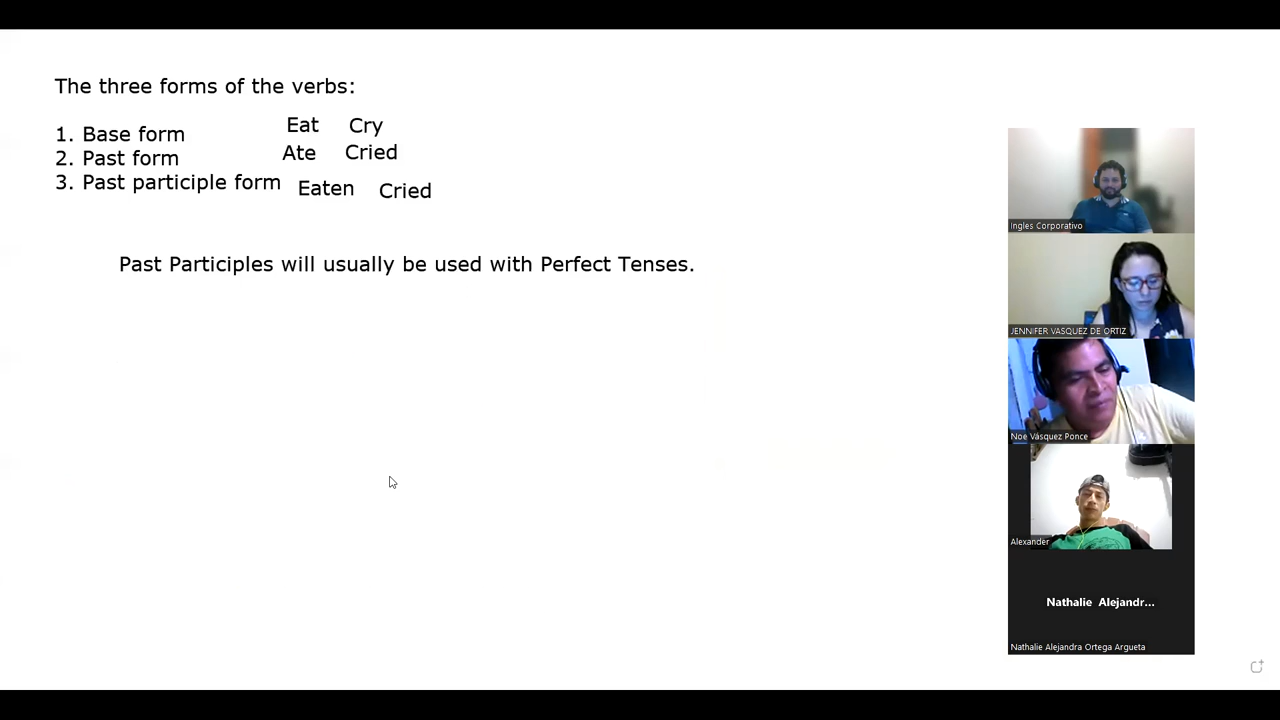 The three forms of the verbs:
1. Base form
Eat Cry
2. Past form
Ate Cried
3. Past participle form
Eaten Cried
Past Participles will usually be used with Perfect Tenses.
Ingles Corporativo
JENNIFER VASQUEZ DE ORTIZ
Noe Vásquez Ponce
Alexander
Nathalie Alejandr...
Nathalie Alejandra Ortega Argueta